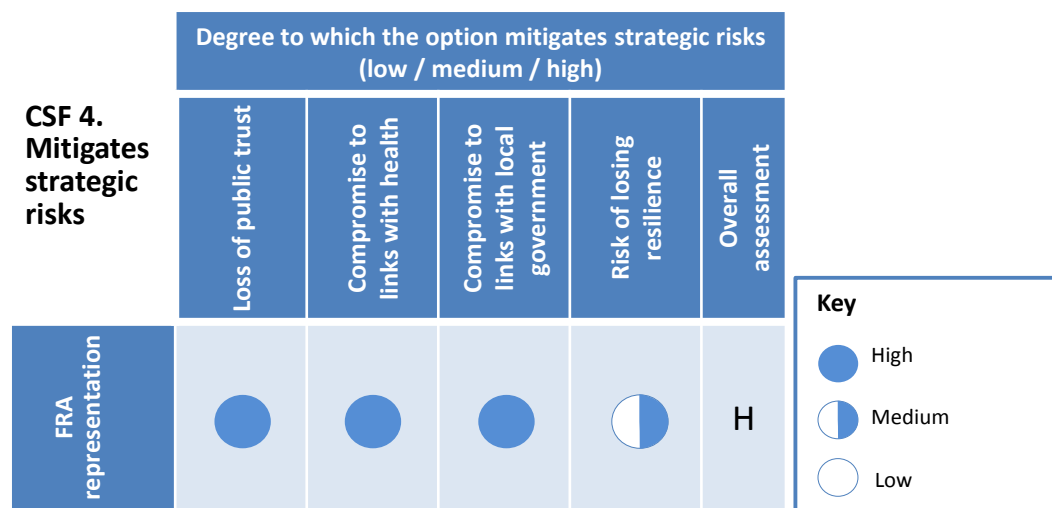 Degree to which the option mitigates strategic risks
(low / medium / high)
CSF 4.
Mitigates
strategic
risks
Loss of public trust
Compromise to
links with health
Compromise to
links with local
government
Risk of losing
resilience
Overall
assessment
FRA
representation
H
Key
High
Medium
Low